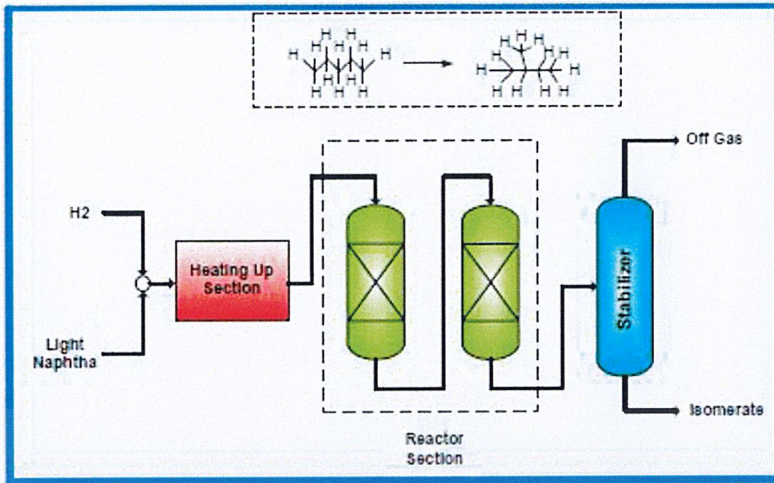 H H H
H H H H
H H H
H H H
H H H H
H H
H H H H
Off Gas
H2
Heating Up
Section
Stabilizer
Light
Naphtha
Isomerate
Reactor
Section